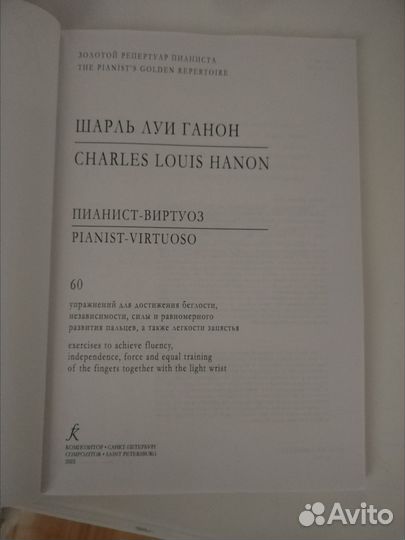 ЗОЛОТОЙ РЕПЕРТУАР ПИАНИСТА
THE PIANIST'S GOLDEN REPERTOIRE
ШАРЛЬ ЛУИ ГАНОН
CHARLES LOUIS HANON
ПИАНИСТ-ВИРТУОЗ
PIANIST-VIRTUOSO
60
упражнений для достижения беглости,
независимости, силы и равномерного
развития пальцев, а также легкости запястья
exercises to achieve fluency,
independence, force and equal training
of the fingers together with the light wrist
КОМПОЗИТОР • САНКТ-ПЕТЕРБУРГ
COMPOZITOR • SAINT PETERSBURG
Avito